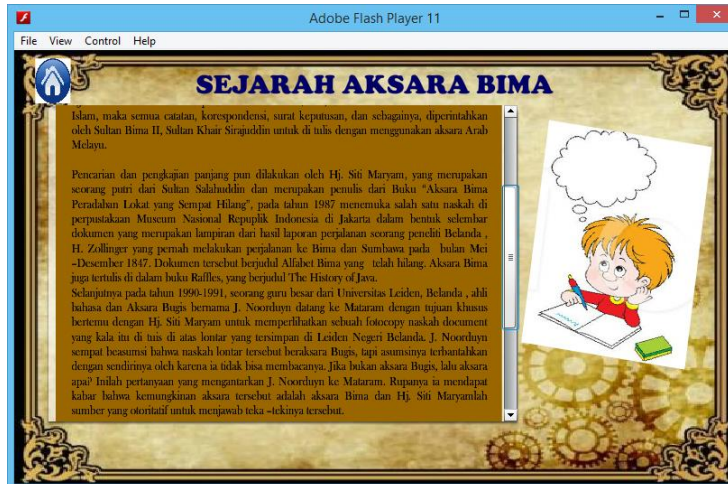 Adobe Flash Player 11
File View Control Help
SEJARAH AKSARA BIMA
Islam, maka semua catatan, korespondensi, surat keputusan, dan sebagainya, diperintahkan
oleh Sultan Bima II, Sultan Khair Sirajuddin untuk di tulis dengan menggunakan aksara Arab
Melayu.
Pencarian dan pengkajian panjang pun dilakukan oleh Hj. Siti Maryam, yang merupakan
seorang putri dari Sultan Salahuddin dan merupakan penulis dari Buku “Aksara Bima
Peradaban Lokat yang Sempat Hilang”, pada tahun 1987 menemuka salah satu naskah di
perpustakaan Museum Nasional Repuplik Indonesia di Jakarta dalam bentuk selembar
dokumen yang merupakan lampiran dari hasil laporan perjalanan seorang peneliti Belanda ,
H. Zollinger yang pernah melakukan perjalanan ke Bima dan Sumbawa pada bulan Mei
–Desember 1847. Dokumen tersebut berjudul Alfabet Bima yang telah hilang. Aksara Bima
juga tertulis di dalam buku Raffles, yang berjudul The History of Java.
Selanjutnya pada tahun 1990-1991, seorang guru besar dari Universitas Leiden, Belanda , ahli
bahasa dan Aksara Bugis bernama J. Noorduyn datang ke Mataram dengan tujuan khusus
bertemu dengan Hj. Siti Maryam untuk memperlihatkan sebuah fotocopy naskah document
yang kala itu di tuis di atas lontar yang tersimpan di Leiden Negeri Belanda. J. Noorduyn
sempat beasumsi bahwa naskah lontar tersebut beraksara Bugis, tapi asumsinya terbantahkan
dengan sendirinya oleh karena ia tidak bisa membacanya. Jika bukan aksara Bugis, lalu aksara
apa? Inilah pertanyaan yang mengantarkan J. Noorduyn ke Mataram. Rupanya ia mendapat
kabar bahwa kemungkinan aksara tersebut adalah aksara Bima dan Hj. Siti Maryamlah
sumber yang otoritatif untuk menjawab teka –tekinya tersebut.